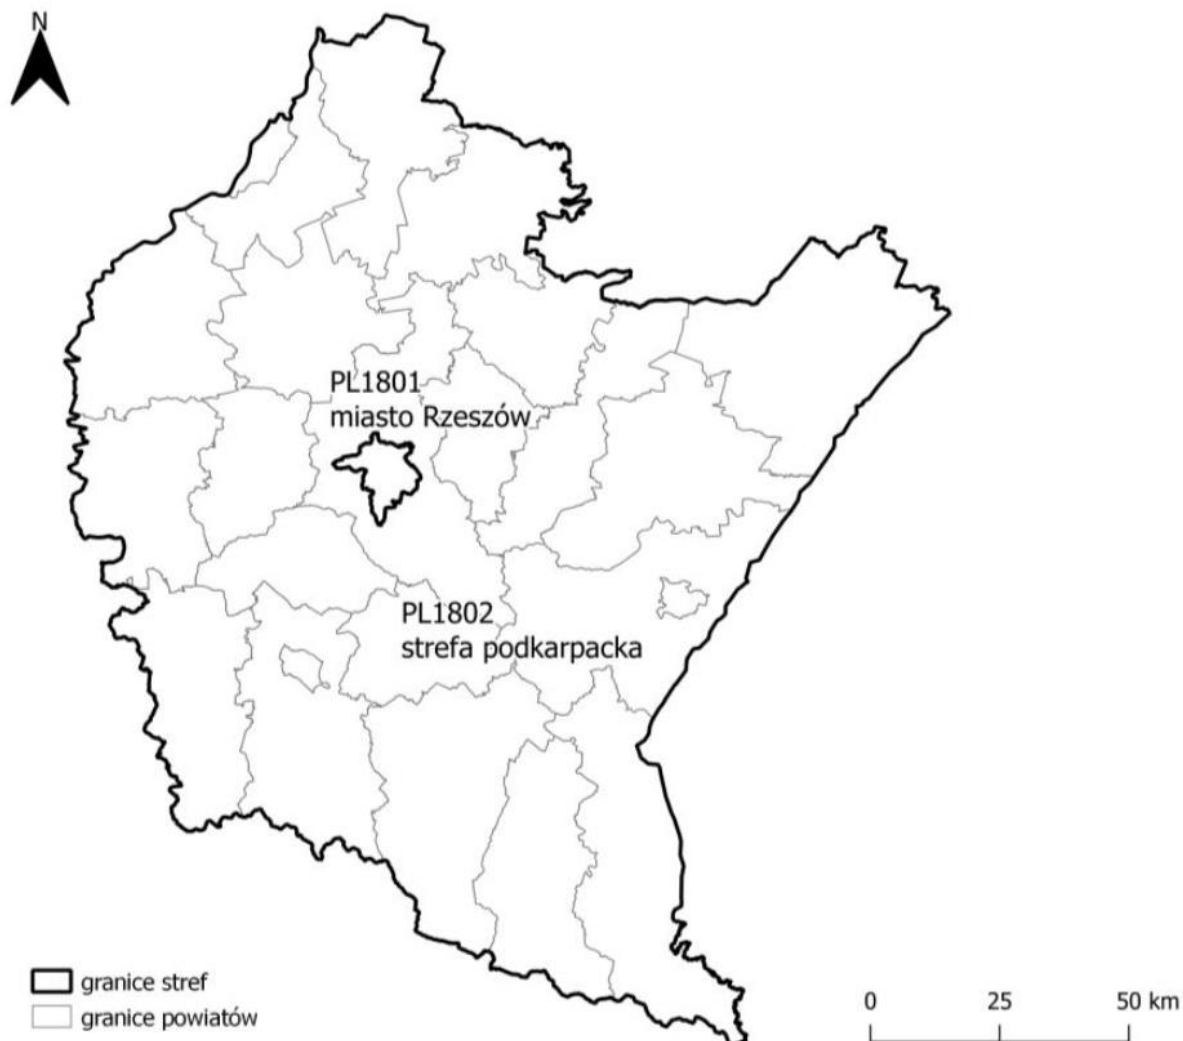 N
PL1801
miasto Rzeszów
PL1802
strefa podkarpacka
granice stref
granice powiatów
0 25 50 km